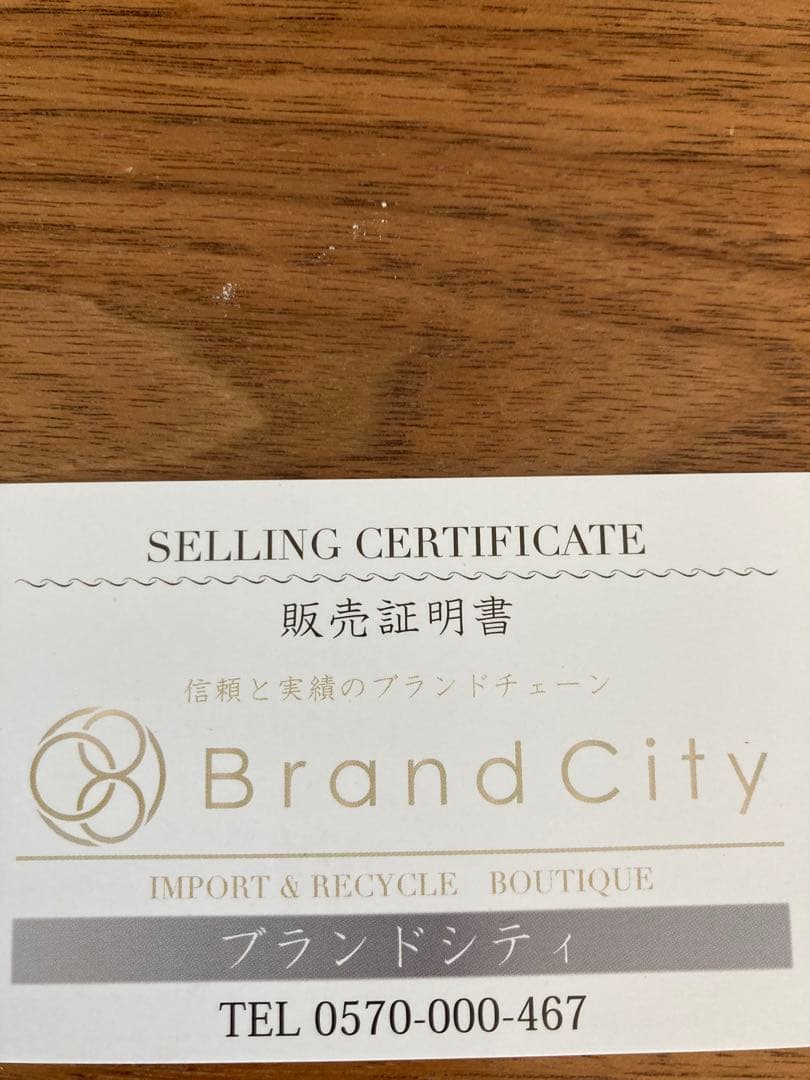 SELLING CERTIFICATE
販売証明書
信頼と実績のブランドチェーン
Brand City
IMPORT & RECYCLE BOUTIQUE
ブランドシティ
TEL 0570-000-467